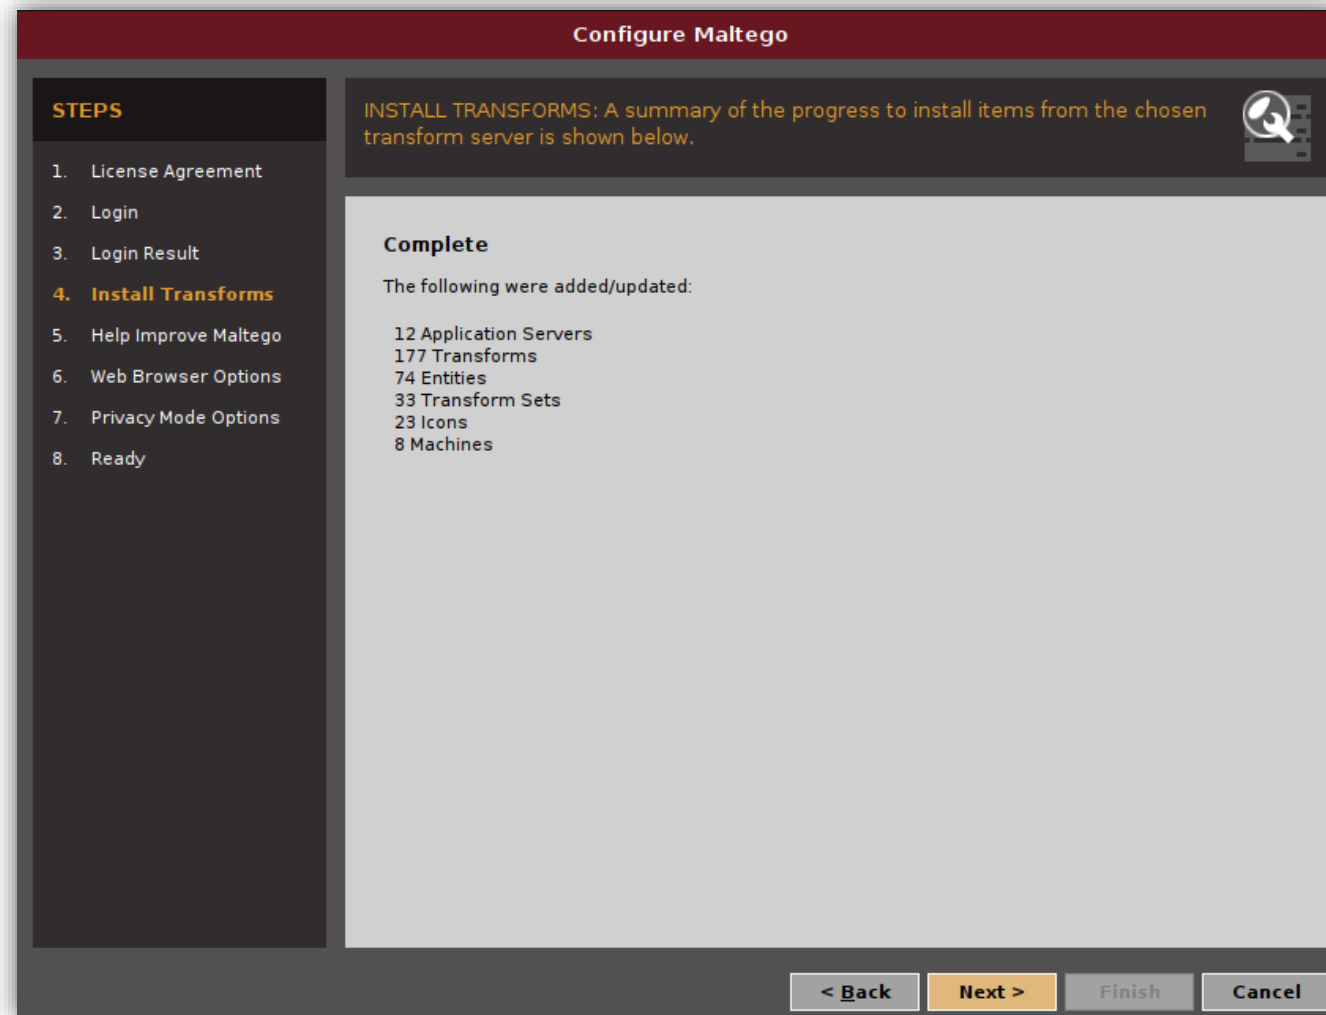 Configure Maltego
STEPS
1. License Agreement
2. Login
3. Login Result
4. Install Transforms
5. Help Improve Maltego
6. Web Browser Options
7. Privacy Mode Options
8. Ready
INSTALL TRANSFORMS: A summary of the progress to install items from the chosen
transform server is shown below.
Complete
The following were added/updated:
12 Application Servers
177 Transforms
74 Entities
33 Transform Sets
23 Icons
8 Machines
< Back
Next >
Finish
Cancel